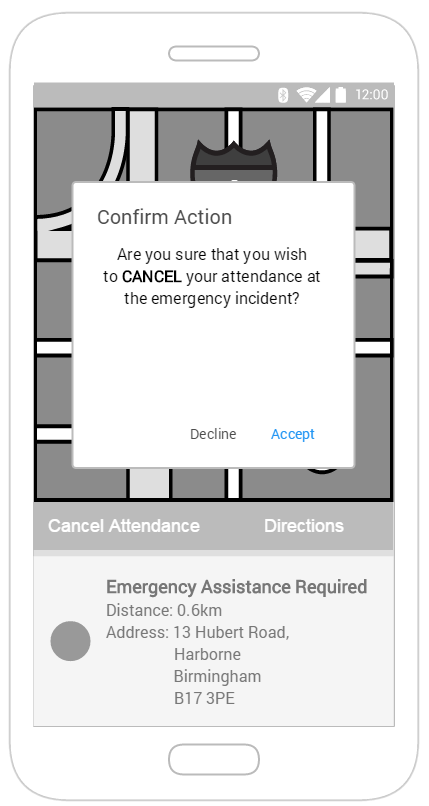 12:00
Confirm Action
Are you sure that you wish
to CANCEL your attendance at
the emergency incident?
Decline Accept
Cancel Attendance Directions
Emergency Assistance Required
Distance: 0.6km
Address: 13 Hubert Road,
Harborne
Birmingham
B17 3PE